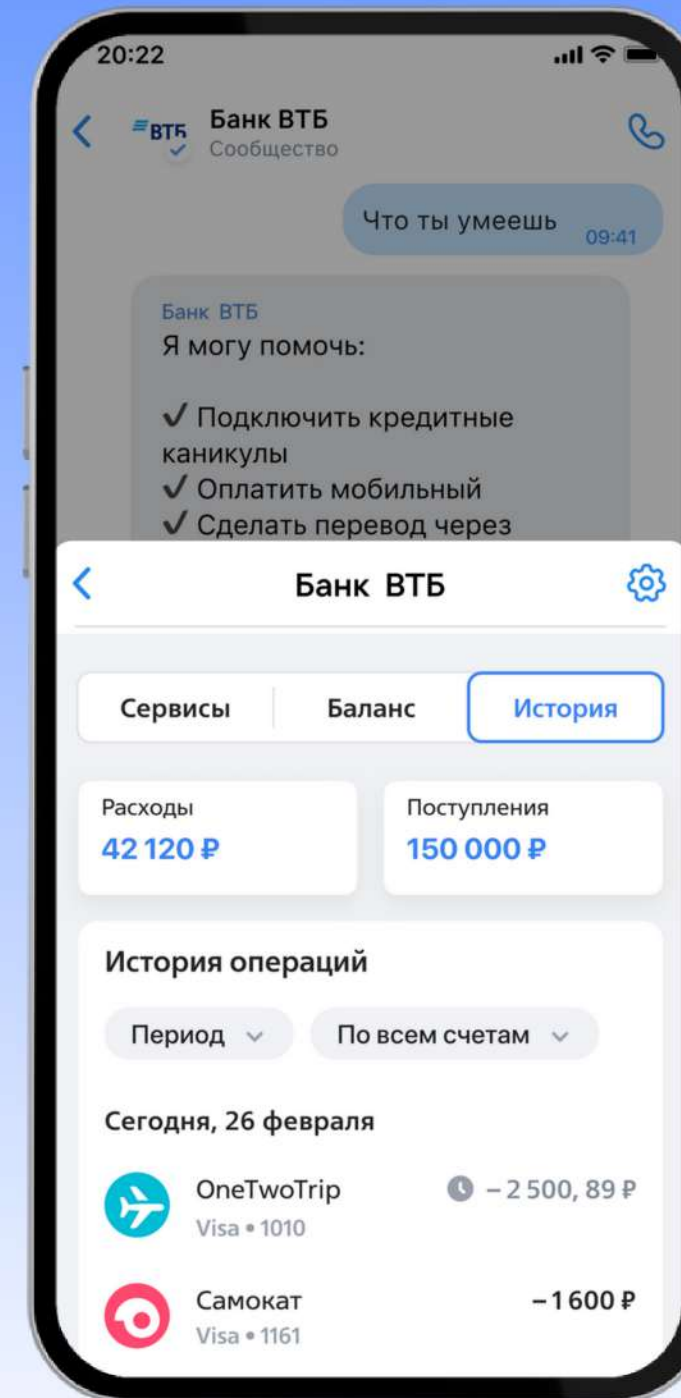 20:22
ВТБ
Банк ВТБ
Сообщество
Что ты умеешь
09:41
Банк ВТБ
Я могу помочь:
✓ Подключить кредитные
каникулы
✓ Оплатить мобильный
✓ Сделать перевод через
Банк ВТБ
Сервисы
Баланс
История
Расходы
Поступления
42 120 ₽
150 000 ₽
История операций
Период
По всем счетам
Сегодня, 26 февраля
OneTwoTrip
– 2 500, 89 ₽
Visa • 1010
Самокат
–1 600 ₽
Visa • 1161